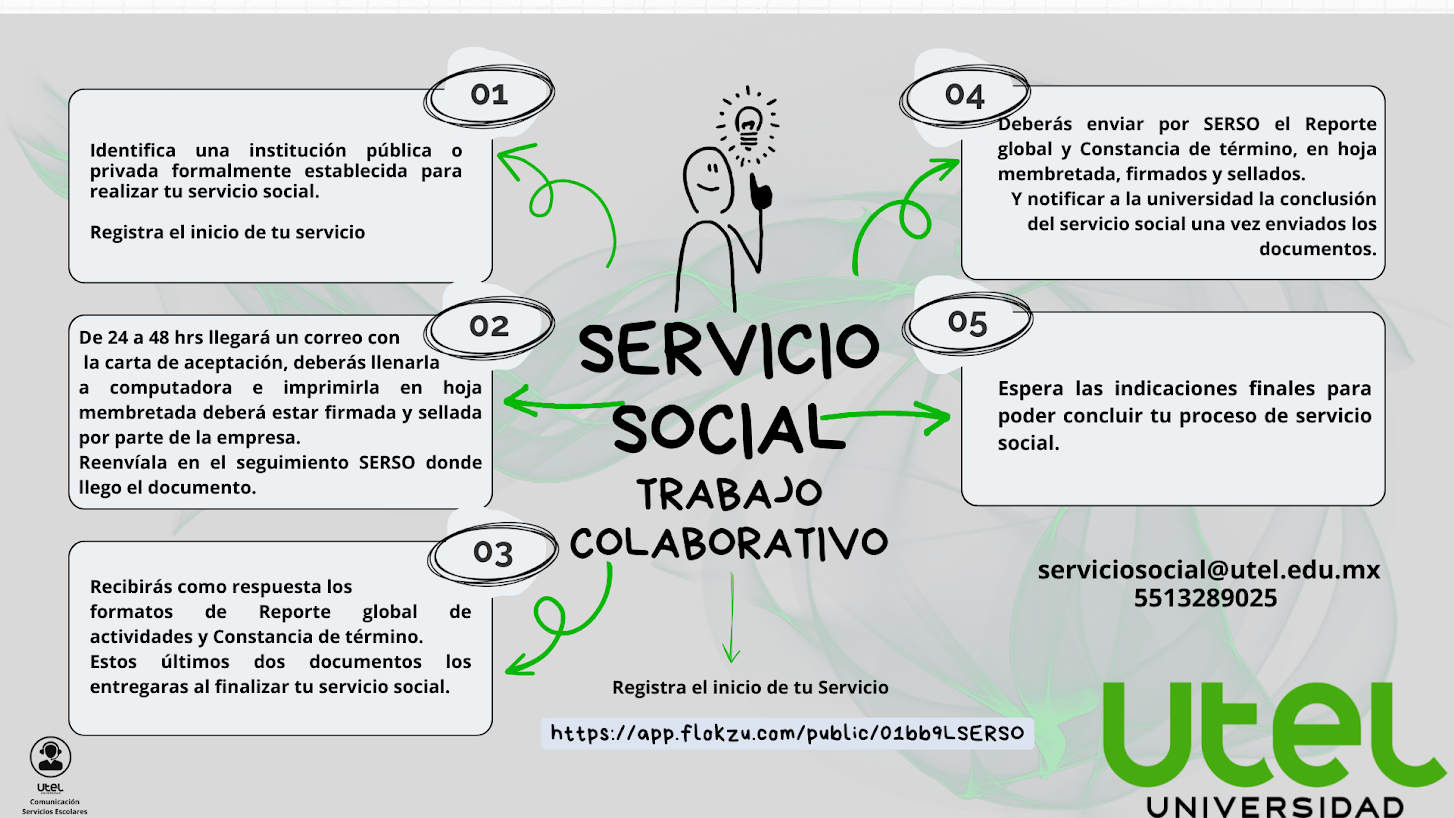 01
Identifica una institución pública o
privada formalmente establecida para
realizar tu servicio social.
Registra el inicio de tu servicio
02
De 24 a 48 hrs llegará un correo con
la carta de aceptación, deberás llenarla
a computadora e imprimirla en hoja
membretada deberá estar firmada y sellada
por parte de la empresa.
Reenvíala en el seguimiento SERSO donde
llego el documento.
03
Recibirás como respuesta los
formatos de Reporte global de
actividades y Constancia de término.
Estos últimos dos documentos los
entregaras al finalizar tu servicio social.
SERVICIO
SOCIAL
TRABAJO
COLABORATIVO
Registra el inicio de tu Servicio
https://app.flokzu.com/public/01bb9LSERSO
04
Deberás enviar por SERSO el Reporte
global y Constancia de término, en hoja
membretada, firmados y sellados.
Y notificar a la universidad la conclusión
del servicio social una vez enviados los
documentos.
05
Espera las indicaciones finales para
poder concluir tu proceso de servicio
social.
serviciosocial@utel.edu.mx
5513289025
utel
UNIVERSIDAD
utel
UNIVERSIDAD
Comunicación
Servicios Escolares